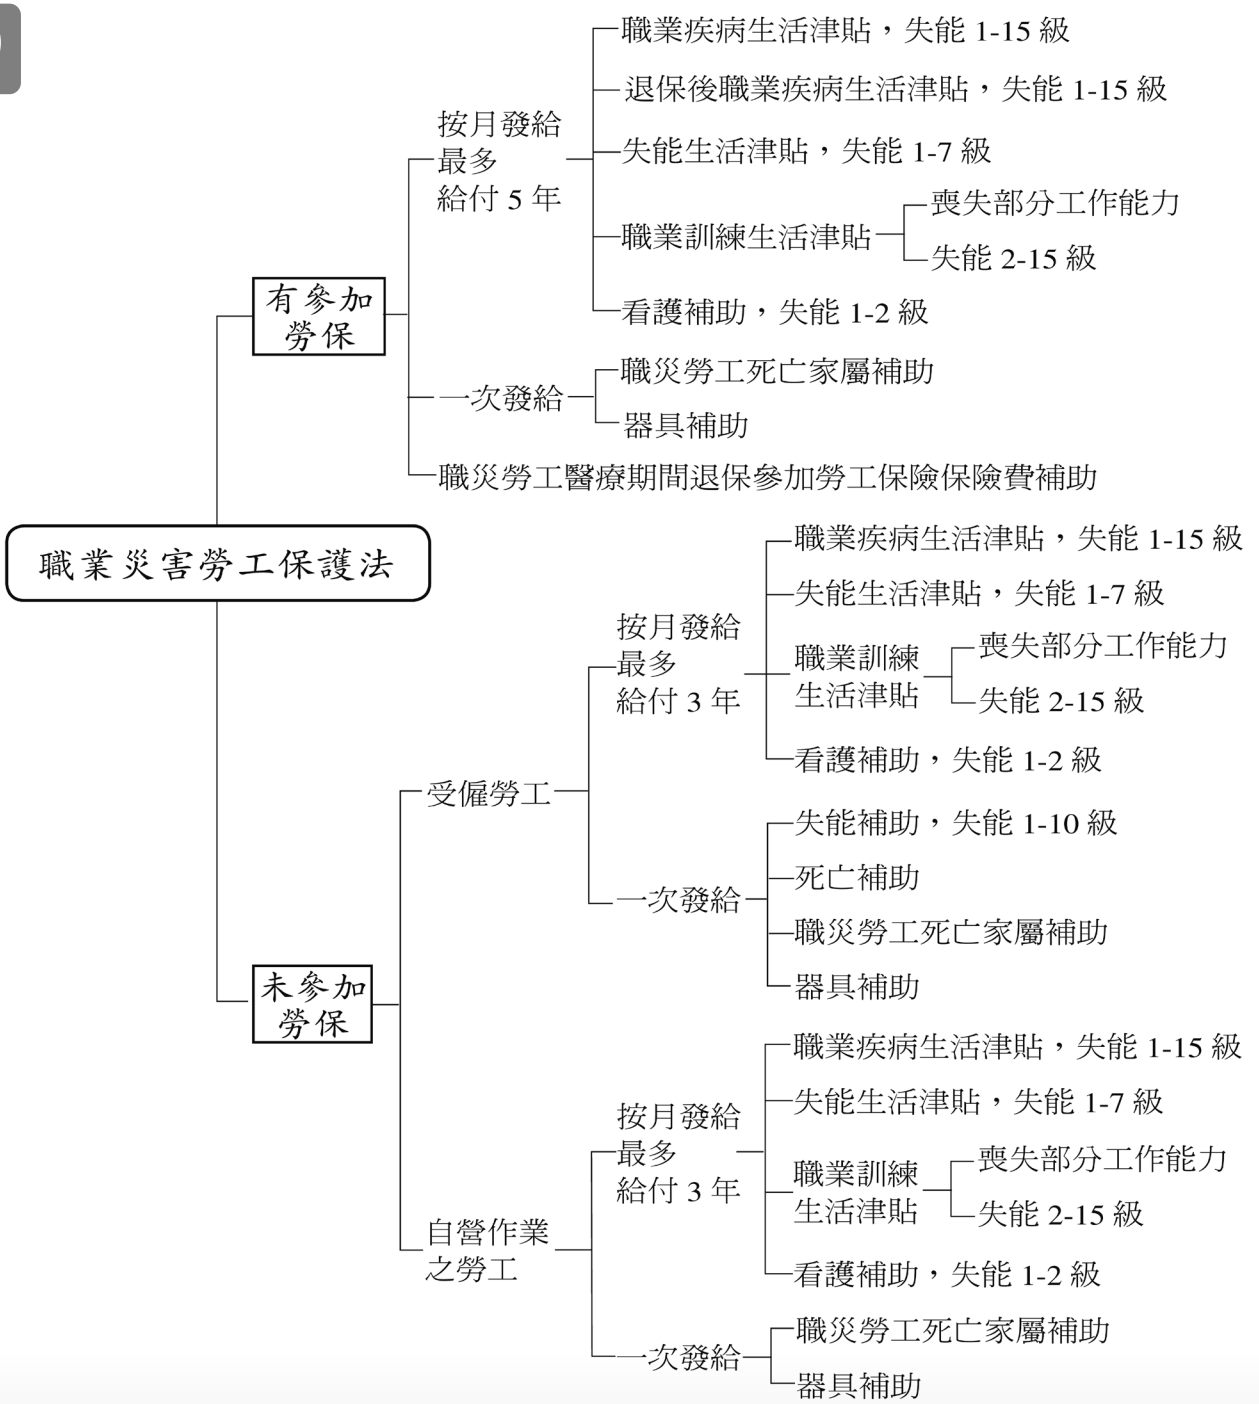 職業災害勞工保護法
有參加
勞保
按月發給
最多
給付 5 年
職業疾病生活津貼，失能 1-15 級
退保後職業疾病生活津貼，失能 1-15 級
失能生活津貼，失能 1-7 級
職業訓練生活津貼
喪失部分工作能力
失能 2-15 級
看護補助，失能 1-2 級
一次發給
職災勞工死亡家屬補助
器具補助
職災勞工醫療期間退保參加勞工保險保險費補助
未參加
勞保
受僱勞工
按月發給
最多
給付 3 年
職業疾病生活津貼，失能 1-15 級
失能生活津貼，失能 1-7 級
職業訓練
生活津貼
喪失部分工作能力
失能 2-15 級
看護補助，失能 1-2 級
一次發給
失能補助，失能 1-10 級
死亡補助
職災勞工死亡家屬補助
器具補助
自營作業
之勞工
按月發給
最多
給付 3 年
職業疾病生活津貼，失能 1-15 級
失能生活津貼，失能 1-7 級
職業訓練
生活津貼
喪失部分工作能力
失能 2-15 級
看護補助，失能 1-2 級
一次發給
職災勞工死亡家屬補助
器具補助